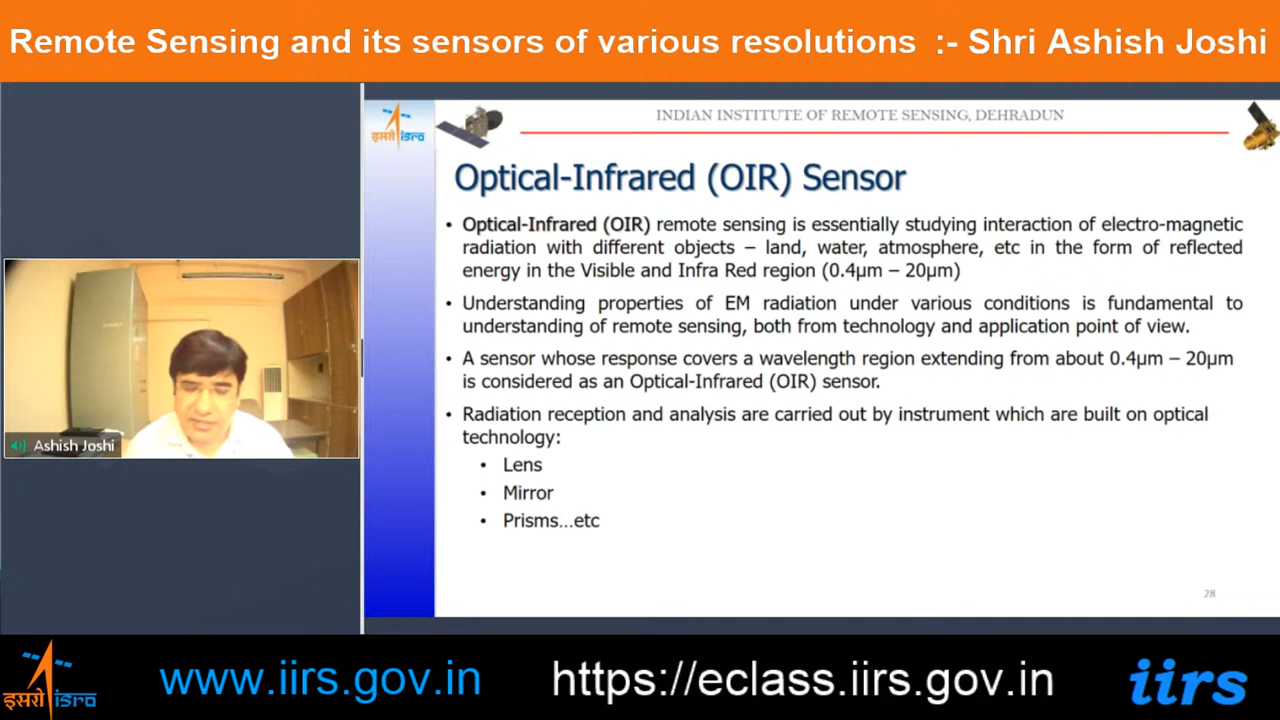 Remote Sensing and its sensors of various resolutions :- Shri Ashish Joshi
इसरो isro
INDIAN INSTITUTE OF REMOTE SENSING, DEHRADUN
Optical-Infrared (OIR) Sensor
• Optical-Infrared (OIR) remote sensing is essentially studying interaction of electro-magnetic
radiation with different objects – land, water, atmosphere, etc in the form of reflected
energy in the Visible and Infra Red region (0.4µm – 20µm)
• Understanding properties of EM radiation under various conditions is fundamental to
understanding of remote sensing, both from technology and application point of view.
• A sensor whose response covers a wavelength region extending from about 0.4µm – 20µm
is considered as an Optical-Infrared (OIR) sensor.
• Radiation reception and analysis are carried out by instrument which are built on optical
technology:
• Lens
• Mirror
• Prisms...etc
28
Ashish Joshi
इसरो isro
www.iirs.gov.in
https://eclass.iirs.gov.in
iirs